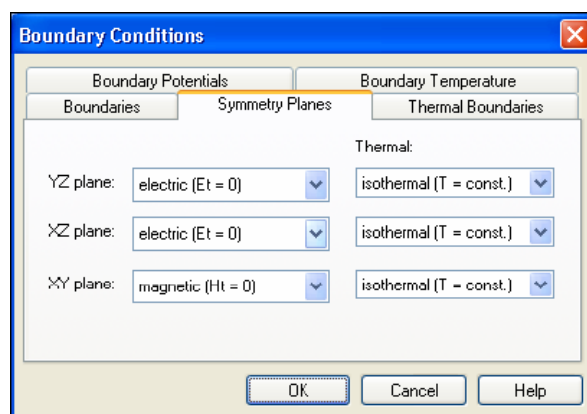 Boundary Conditions
Boundary Potentials Boundary Temperature
Boundaries Symmetry Planes Thermal Boundaries
Thermal:
YZ plane: electric (Et = 0) isothermal (T = const.)
XZ plane: electric (Et = 0) isothermal (T = const.)
XY plane: magnetic (Ht = 0) isothermal (T = const.)
OK Cancel Help